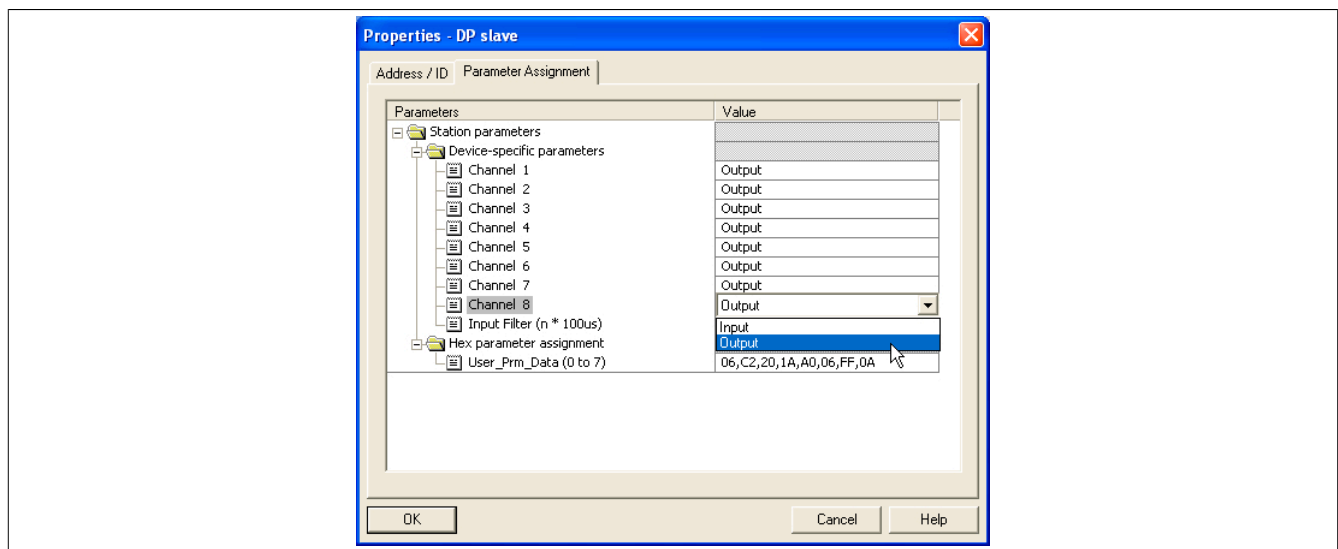 Properties - DP slave
Address / ID Parameter Assignment
Parameters Value
Station parameters
Device-specific parameters
Channel 1 Output
Channel 2 Output
Channel 3 Output
Channel 4 Output
Channel 5 Output
Channel 6 Output
Channel 7 Output
Channel 8 Output
Input Filter (n * 100us) Input
Hex parameter assignment Output
User_Prm_Data (0 to 7) 06,C2,20,1A,A0,06,FF,0A
OK Cancel Help